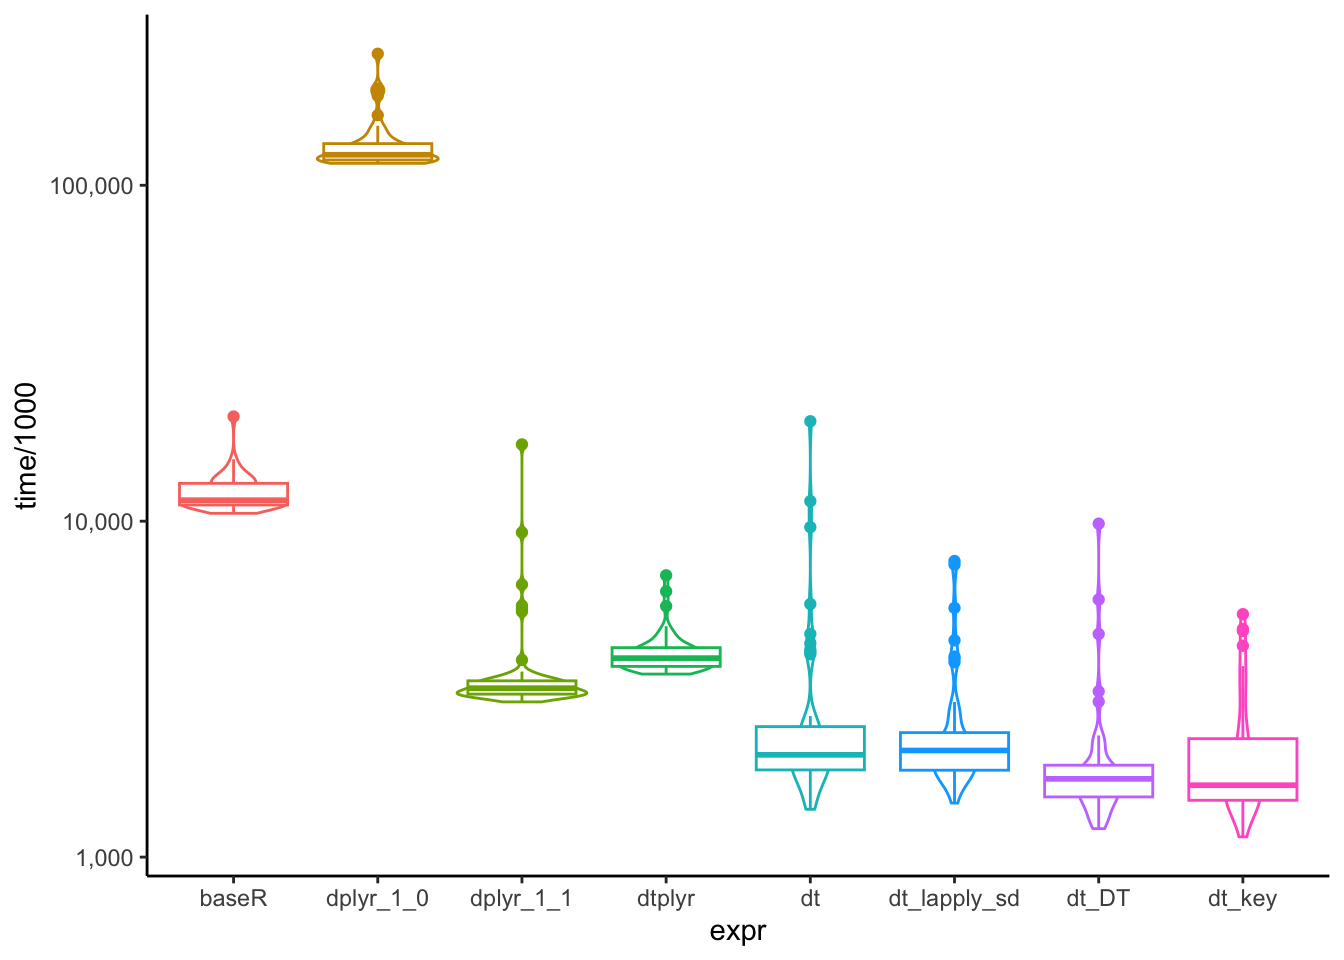 time/1000
100,000
10,000
1,000
baseR dplyr_1_0 dplyr_1_1 dtplyr dt dt_lapply_sd dt_DT dt_key
expr